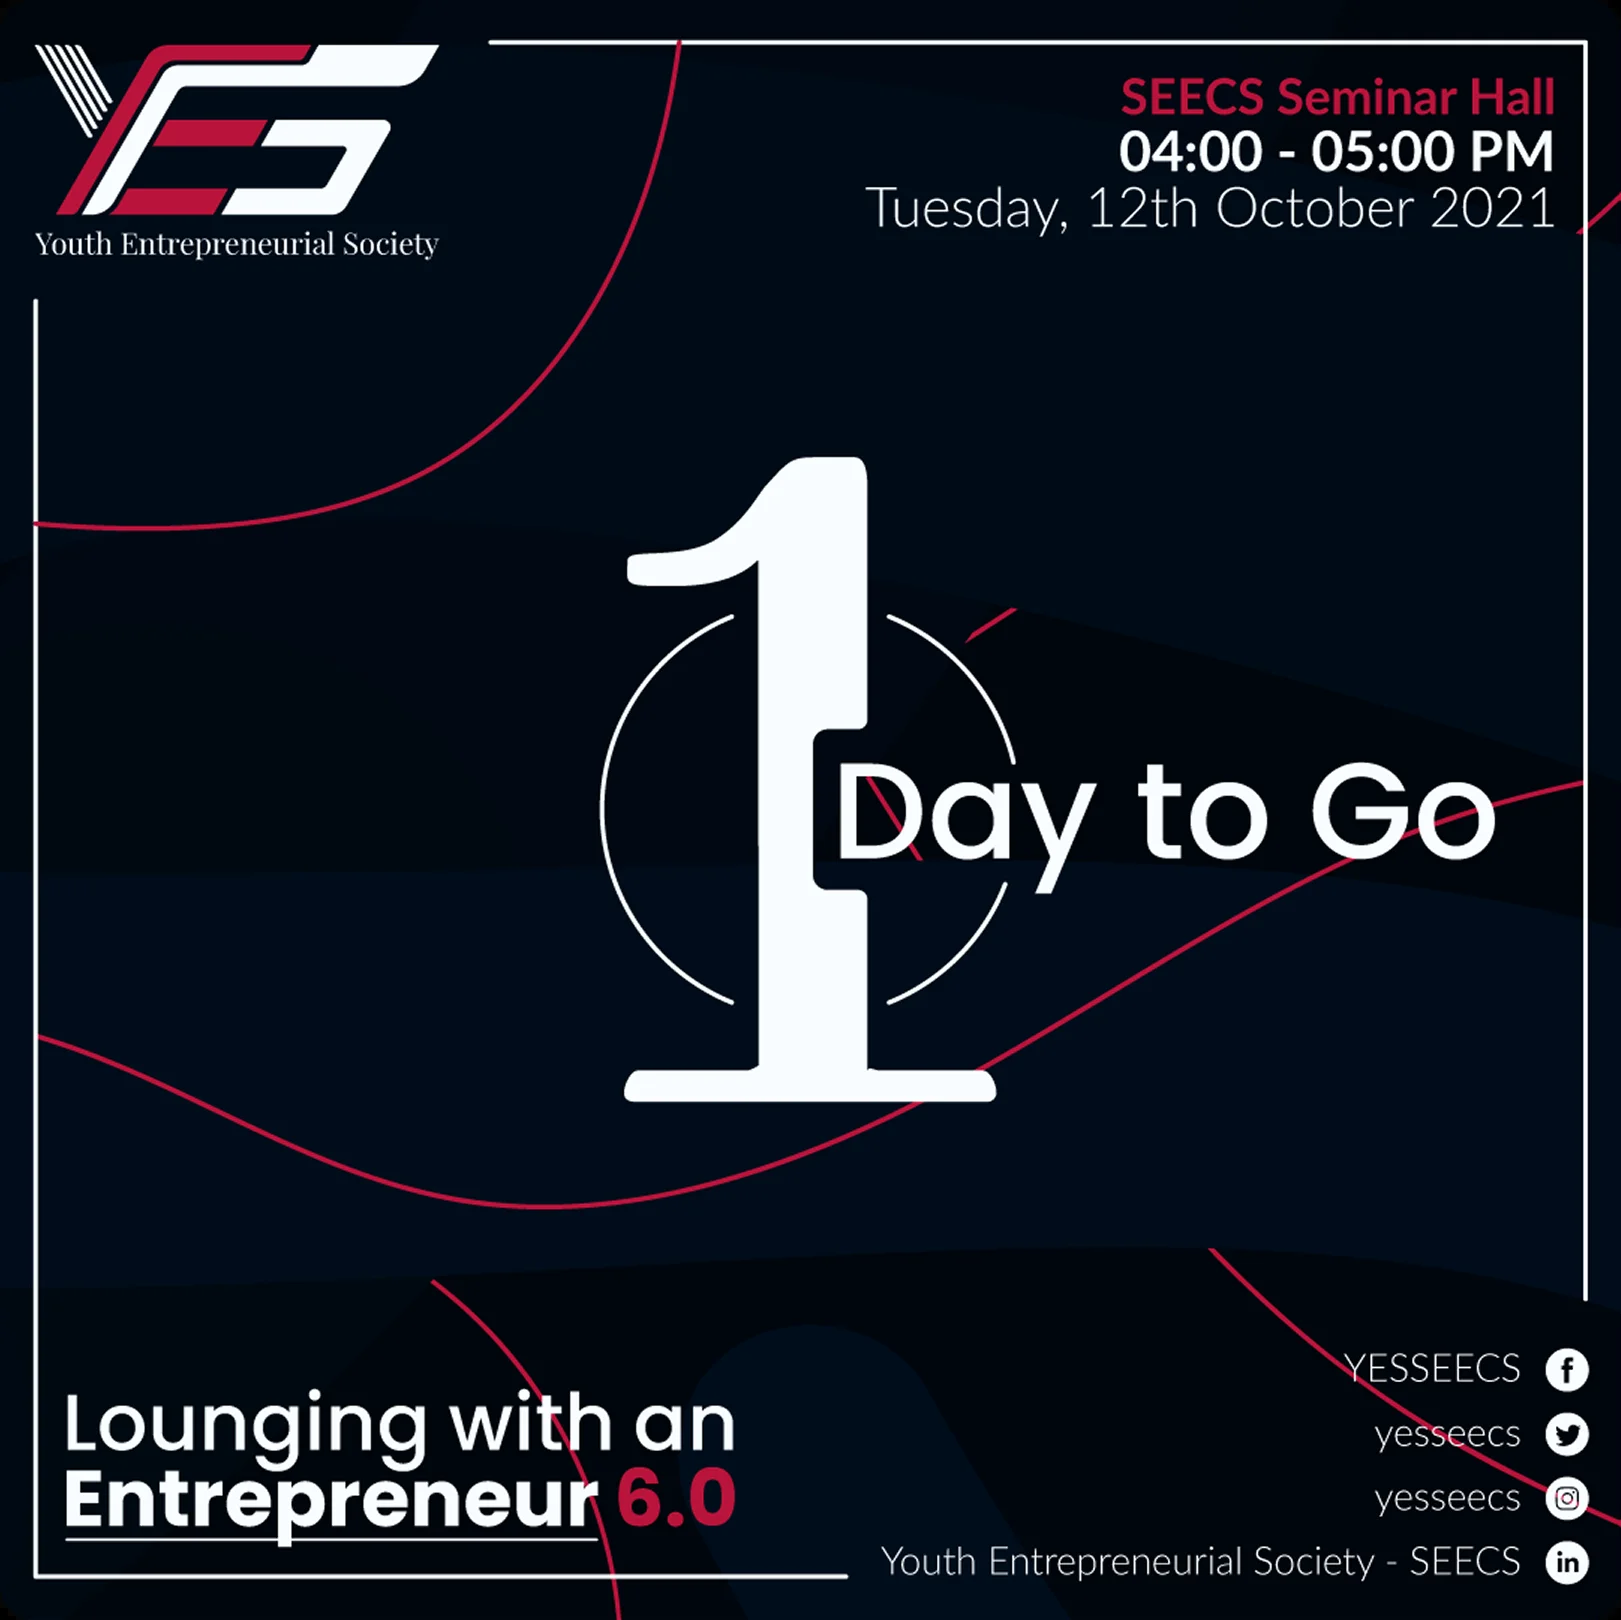 YES
Youth Entrepreneurial Society
SEECS Seminar Hall
04:00 - 05:00 PM
Tuesday, 12th October 2021
1
Day to Go
Lounging with an
Entrepreneur 6.0
YESSEECS
yesseecs
yesseecs
Youth Entrepreneurial Society - SEECS